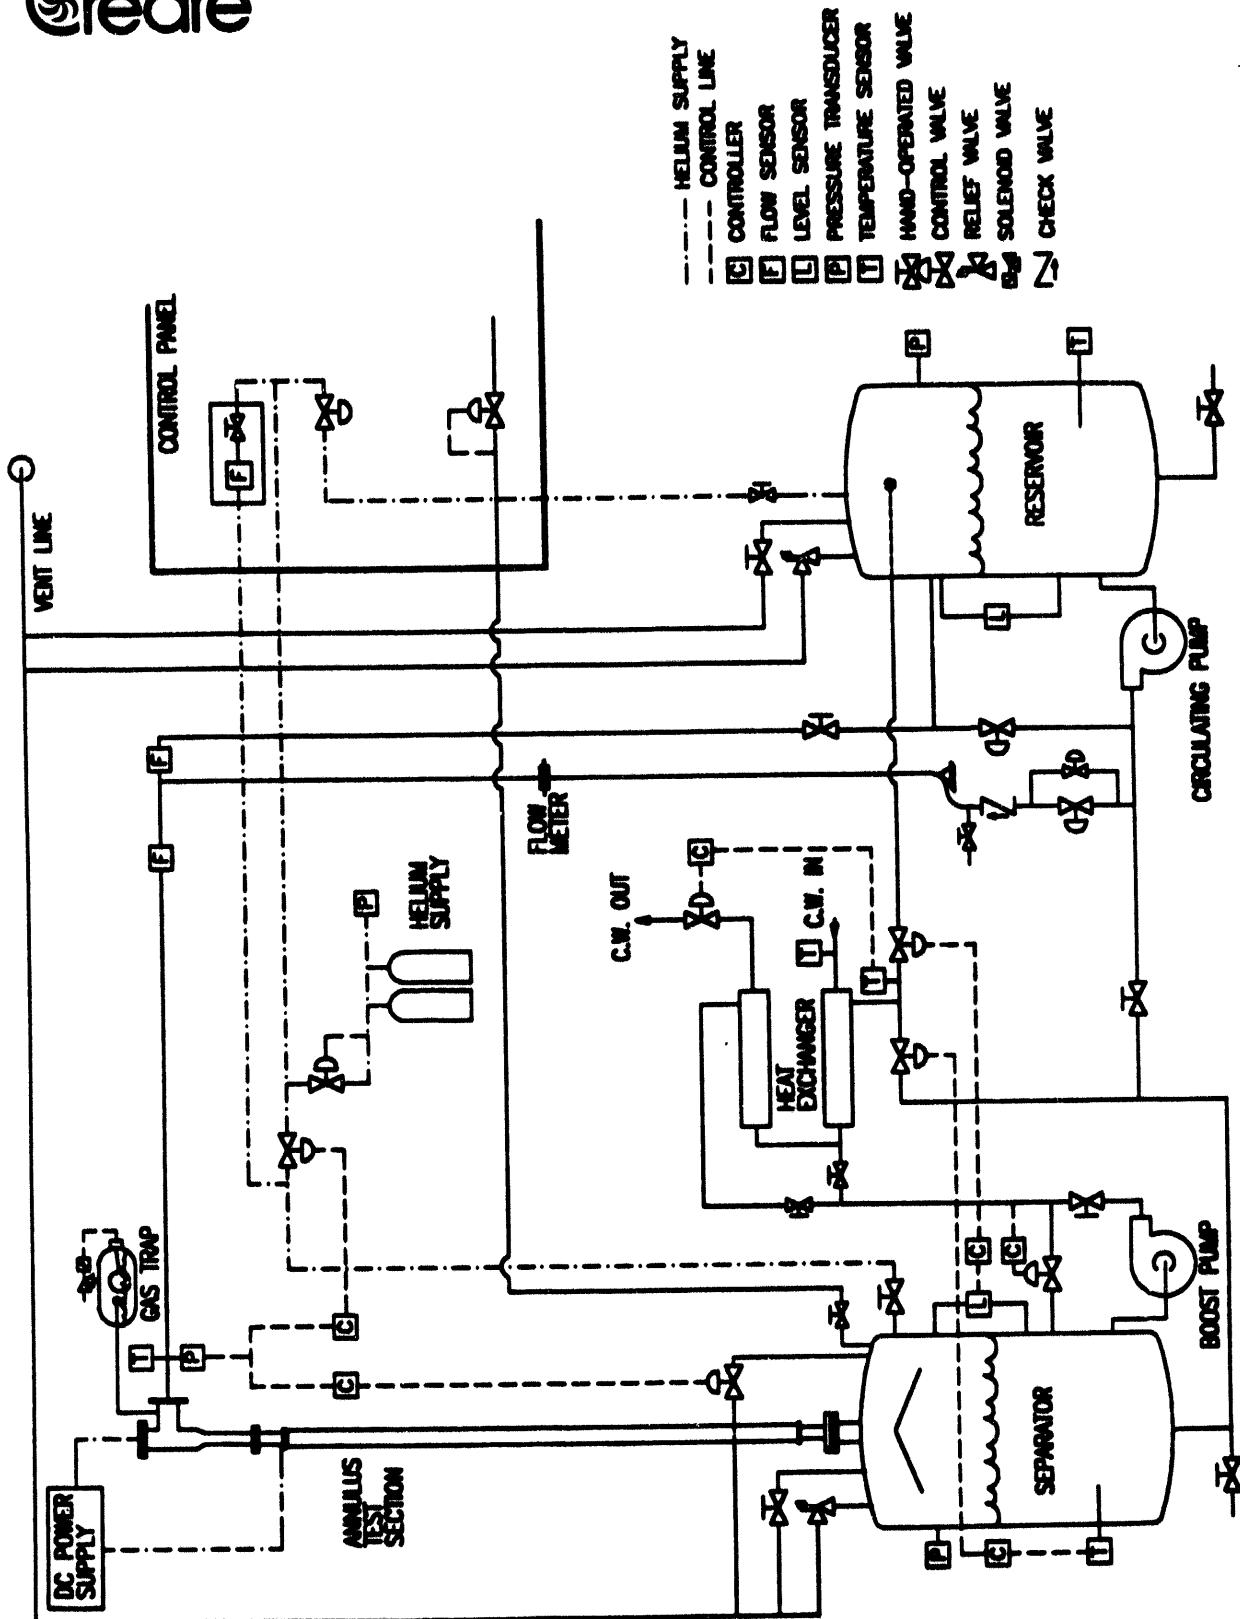 Creare
HELIUM SUPPLY
CONTROL LINE
C CONTROLLER
F FLOW SENSOR
L LEVEL SENSOR
P PRESSURE TRANSDUCER
T TEMPERATURE SENSOR
HAND-OPERATED VALVE
CONTROL VALVE
RELIEF VALVE
SOLENOID VALVE
CHECK VALVE
VENT LINE
CONTROL PANEL
F
P
T
RESERVOIR
L
CIRCULATING PUMP
F
F
FLOW
METER
HELIUM
SUPPLY
P
C.W. OUT
C
C.W. IN
T
T
HEAT
EXCHANGER
GAS TRAP
T
P
C
C
C
C
L
BOOST PUMP
DC POWER
SUPPLY
ANNULUS
TEST
SECTION
SEPARATOR
P
C
T